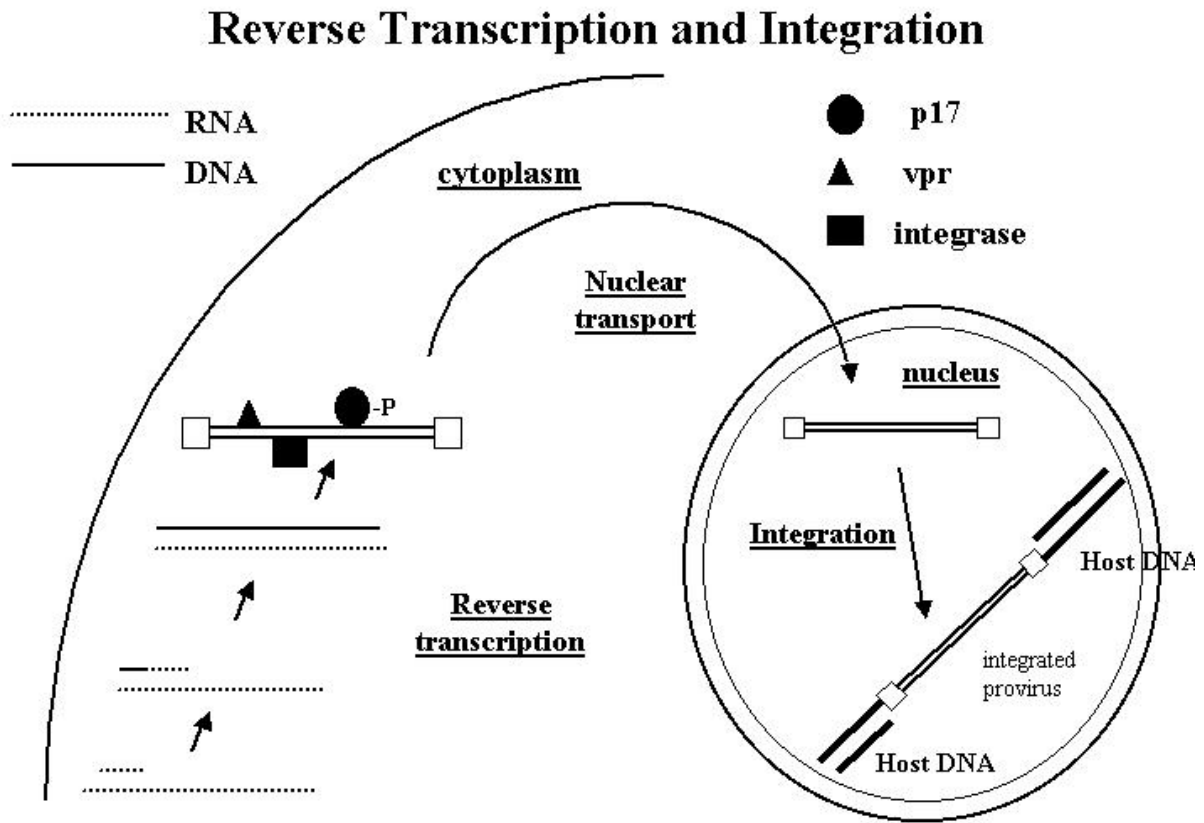 Reverse Transcription and Integration
RNA
DNA
p17
vpr
integrase
cytoplasm
Nuclear
transport
nucleus
-P
Integration
Host DNA
Reverse
transcription
integrated
provirus
Host DNA